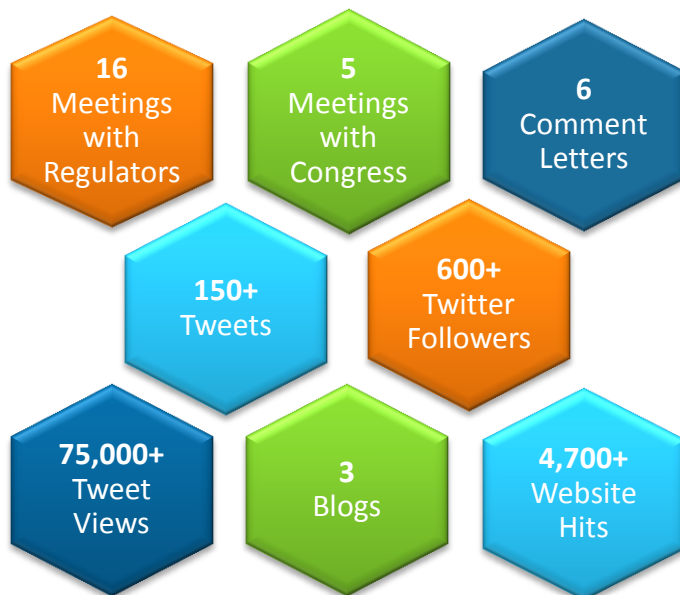 16
Meetings
with
Regulators
5
Meetings
with
Congress
6
Comment
Letters
150+
Tweets
600+
Twitter
Followers
75,000+
Tweet
Views
3
Blogs
4,700+
Website
Hits